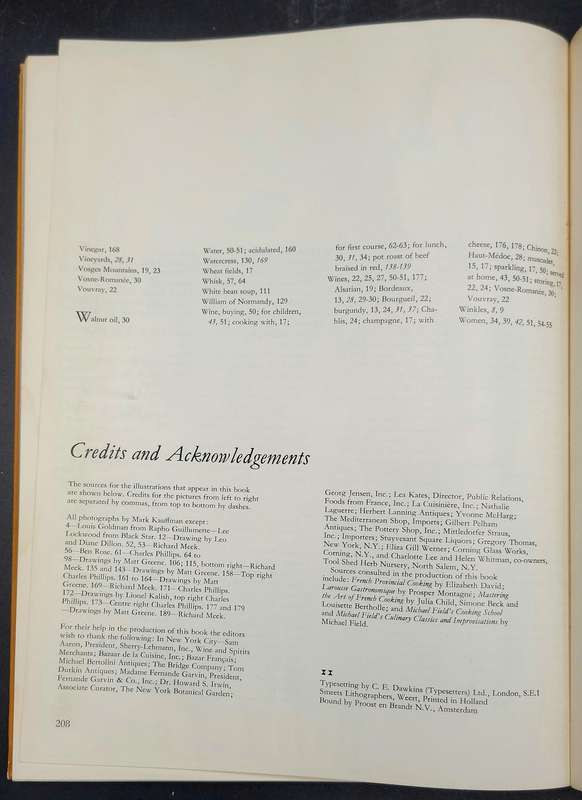 Vinegar, 168
Vineyards, 28, 31
Vosges Mountains, 19, 23
Vosne-Romanée, 30
Vouvray, 22
Walnut oil, 30
Water, 50-51; acidulated, 160
Watercress, 130, 169
Wheat fields, 17
Whisk, 57, 64
White bean soup, 111
William of Normandy, 129
Wine, buying, 50; for children,
43, 51; cooking with, 17;
for first course, 62-63; for lunch,
30, 31, 34; pot roast of beef
braised in red, 138-139
Wines, 22, 25, 27, 50-51, 177;
Alsatian, 19; Bordeaux,
13, 28, 29-30; Bourgueil, 22;
burgundy, 13, 24, 31, 37; Cha-
blis, 24; champagne, 17; with
cheese, 176, 178; Chinon, 22;
Haut-Médoc, 28; muscadet,
15, 17; sparkling, 17, 50; served
at home, 43, 50-51; storing, 17,
22, 24; Vosne-Romanée, 30;
Vouvray, 22
Winkles, 8, 9
Women, 34, 39, 42, 51, 54-55
Credits and Acknowledgements
The sources for the illustrations that appear in this book
are shown below. Credits for the pictures from left to right
are separated by commas, from top to bottom by dashes.
All photographs by Mark Kauffman except:
4—Louis Goldman from Rapho Guillumette—Lee
Lockwood from Black Star. 12—Drawing by Leo
and Diane Dillon. 52, 53—Richard Meek.
56—Ben Rose. 61—Charles Phillips. 64 to
98—Drawings by Matt Greene. 106; 115, bottom right—Richard
Meek. 135 and 143—Drawings by Matt Greene. 158—Top right
Charles Phillips. 161 to 164—Drawings by Matt
Greene. 169—Richard Meek. 171—Charles Phillips.
172—Drawings by Lionel Kalish, top right Charles
Phillips. 173—Centre right Charles Phillips. 177 and 179
—Drawings by Matt Greene. 189—Richard Meek.
For their help in the production of this book the editors
wish to thank the following: In New York City—Sam
Aaron, President, Sherry-Lehmann, Inc., Wine and Spirits
Merchants; Bazaar de la Cuisine, Inc.; Bazar Français;
Michael Bertolini Antiques; The Bridge Company; Tom
Durkin Antiques; Madame Fernande Garvin, President,
Fernande Garvin & Co., Inc.; Dr. Howard S. Irwin,
Associate Curator, The New York Botanical Garden;
Georg Jensen, Inc.; Lea Kates, Director, Public Relations,
Foods from France, Inc.; La Cuisinière, Inc.; Nathalie
Laguerre; Herbert Lanning Antiques; Yvonne McHarg;
The Mediterranean Shop, Imports; Gilbert Pelham
Antiques; The Pottery Shop, Inc.; Mittledorfer Straus,
Inc.; Importers; Stuyvesant Square Liquors; Gregory Thomas,
New York, N.Y.; Eliza Gill Werner; Corning Glass Works,
Corning, N.Y., and Charlotte Lee and Helen Whitman, co-owners,
Tool Shed Herb Nursery, North Salem, N.Y.
Sources consulted in the production of this book
include: French Provincial Cooking by Elizabeth David;
Larousse Gastronomique by Prosper Montagné; Mastering
the Art of French Cooking by Julia Child, Simone Beck and
Louisette Bertholle; and Michael Field's Cooking School
and Michael Field's Culinary Classics and Improvisations by
Michael Field.
Typesetting by C. E. Dawkins (Typesetters) Ltd., London, S.E.1
Smeets Lithographers, Weert, Printed in Holland
Bound by Proost en Brandt N.V., Amsterdam
208